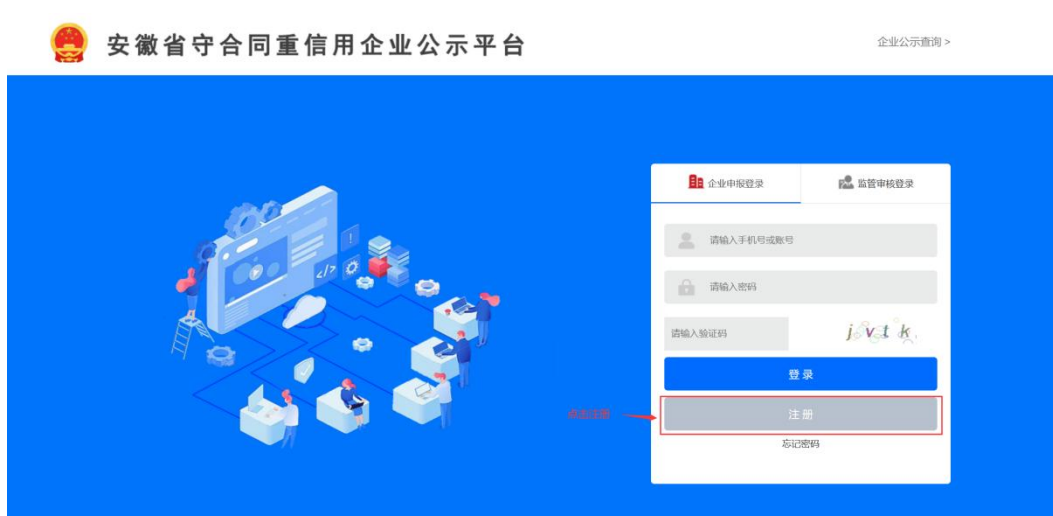 安徽省守合同重信用企业公示平台
企业公示查询 >
企业申报登录
监管审核登录
请输入手机号或账号
请输入密码
请输入验证码
javtk
登 录
点击注册
注 册
忘记密码